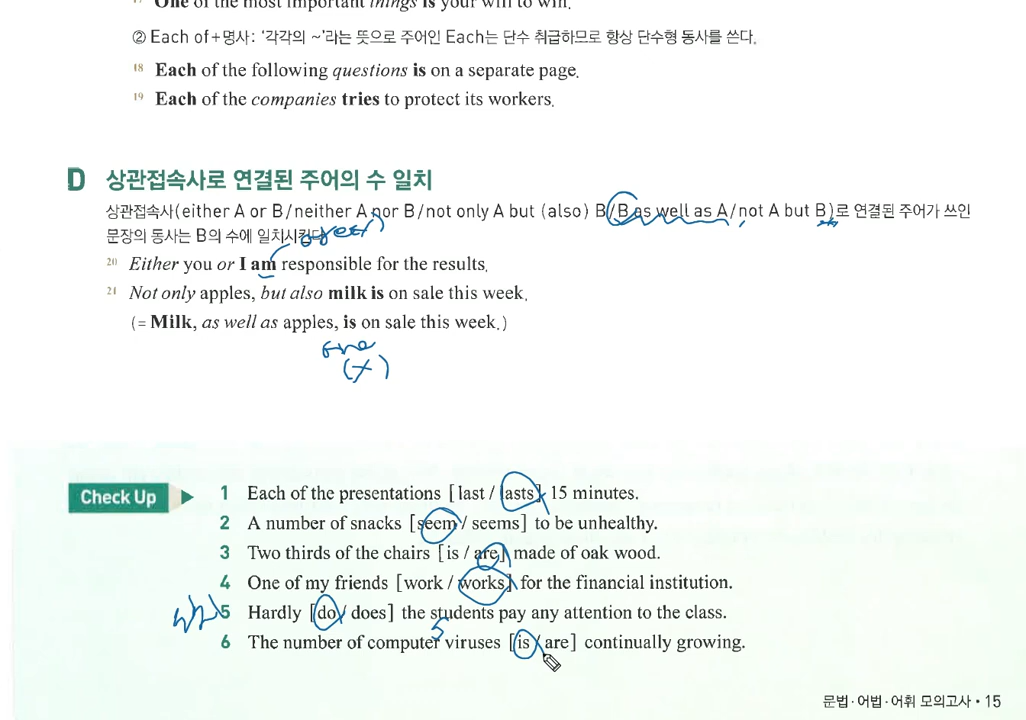 17 One of the most important things is your will to win.
② Each of+명사: '각각의 ~'라는 뜻으로 주어인 Each는 단수 취급하므로 항상 단수형 동사를 쓴다.
18 Each of the following questions is on a separate page.
19 Each of the companies tries to protect its workers.
D 상관접속사로 연결된 주어의 수 일치
상관접속사(either A or B/neither A nor B/not only A but (also) B/B as well as A/not A but B)로 연결된 주어가 쓰인
문장의 동사는 B의 수에 일치시킨다.
20 Either you or I am responsible for the results.
21 Not only apples, but also milk is on sale this week.
(= Milk, as well as apples, is on sale this week.)
are
(X)
Check Up
1 Each of the presentations [last / lasts] 15 minutes.
2 A number of snacks [seem / seems] to be unhealthy.
3 Two thirds of the chairs [is / are] made of oak wood.
4 One of my friends [work / works] for the financial institution.
5 Hardly [do / does] the students pay any attention to the class.
6 The number of computer viruses [is / are] continually growing.
문법·어법·어휘 모의고사 • 15